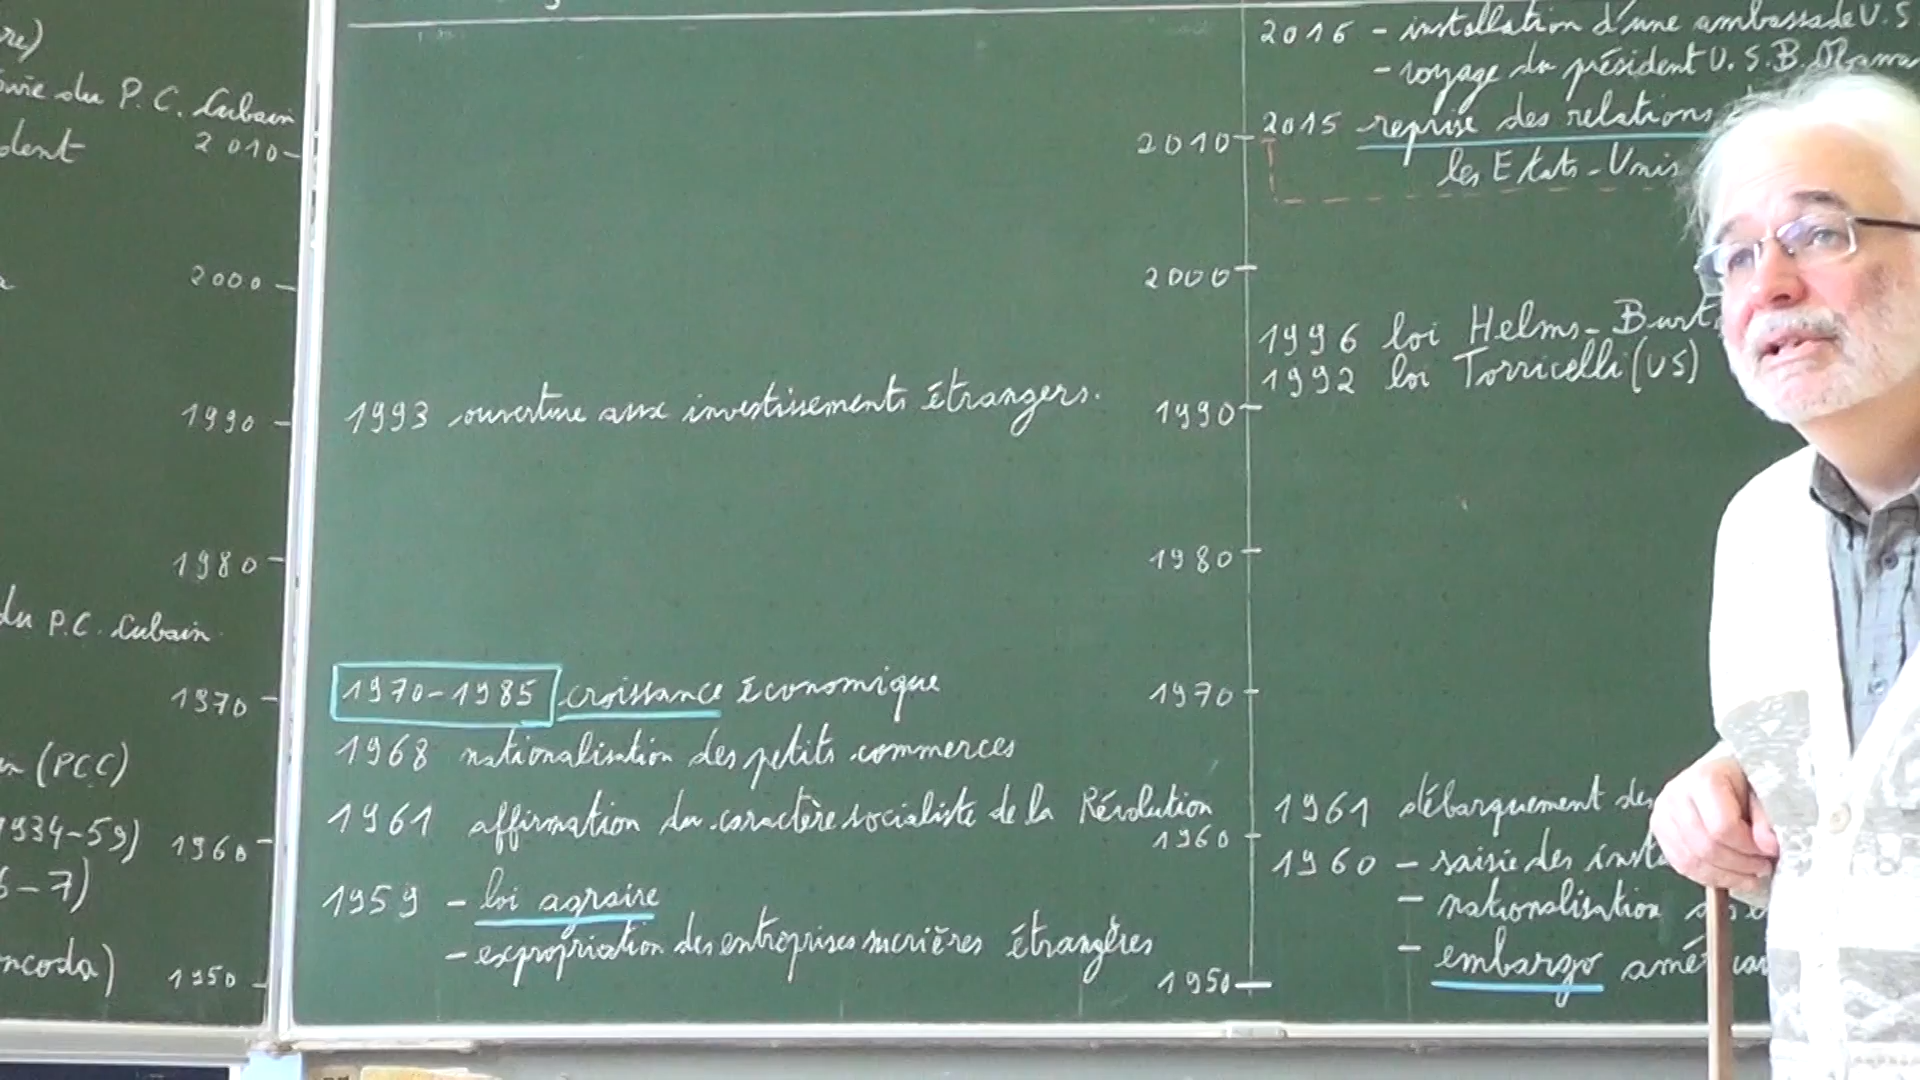 du P.C. Cubain
2010
2000
1990
1980
du P.C. Cubain
1970
(PCC)
1934-59) 1960
6-7)
1950
1993 ouverture aux investissements étrangers.
1970-1985 croissance économique
1968 nationalisation des petits commerces
1961 affirmation du caractère socialiste de la Révolution
1959 - loi agraire
- expropriation des entreprises sucrières étrangères
2010
2000
1990
1980
1970
1960
1950
2016 - installation d'une ambassade U.S
- voyage du président U.S. B. Obama
2015 reprise des relations
les Etats-Unis
1996 loi Helms-Burt
1992 loi Torricelli (US)
1961 débarquement des
1960 - saisie des
- nationalisation
- embargo